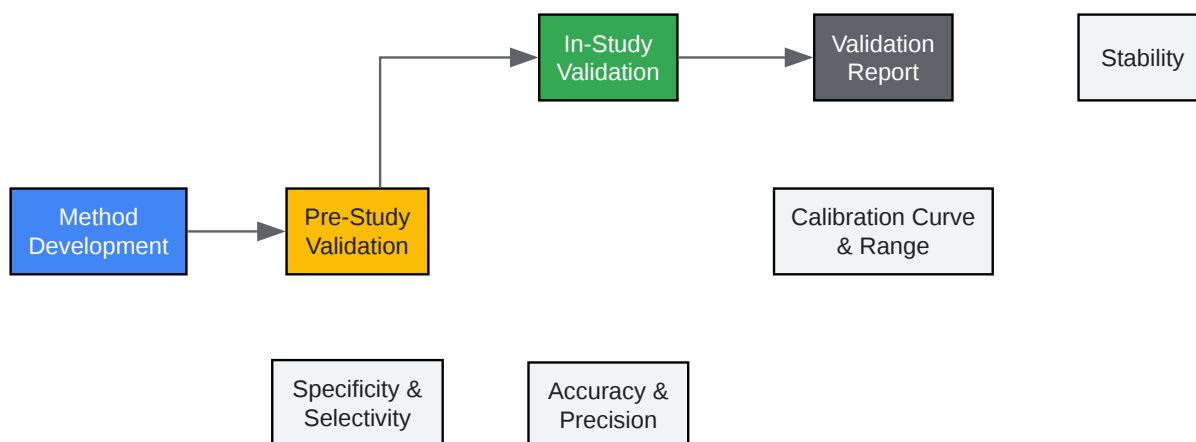 In-Study
Validation
Validation
Report
Stability
Method
Development
Pre-Study
Validation
Calibration Curve
& Range
Specificity &
Selectivity
Accuracy &
Precision